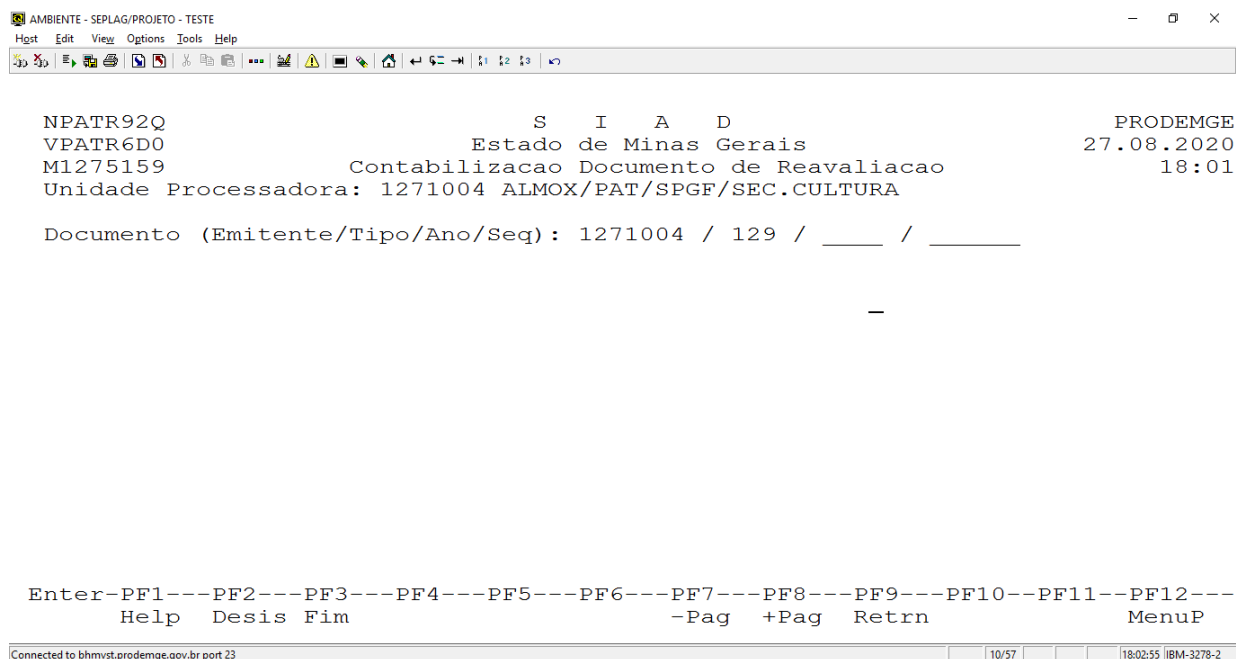 AMBIENTE - SEPLAG/PROJETO - TESTE
Host Edit View Options Tools Help
NPATR92Q S I A D PRODEMGE
VPATR6D0 Estado de Minas Gerais 27.08.2020
M1275159 Contabilizacao Documento de Reavaliacao 18:01
Unidade Processadora: 1271004 ALMOX/PAT/SPGF/SEC.CULTURA
Documento (Emitente/Tipo/Ano/Seq): 1271004 / 129 / ____ / ______
Enter-PF1---PF2---PF3---PF4---PF5---PF6---PF7---PF8---PF9---PF10--PF11--PF12---
Help Desis Fim -Pag +Pag Retrn MenuP
Connected to bhmvst.prodemge.gov.br port 23 10/57 18:02:55 IBM-3278-2